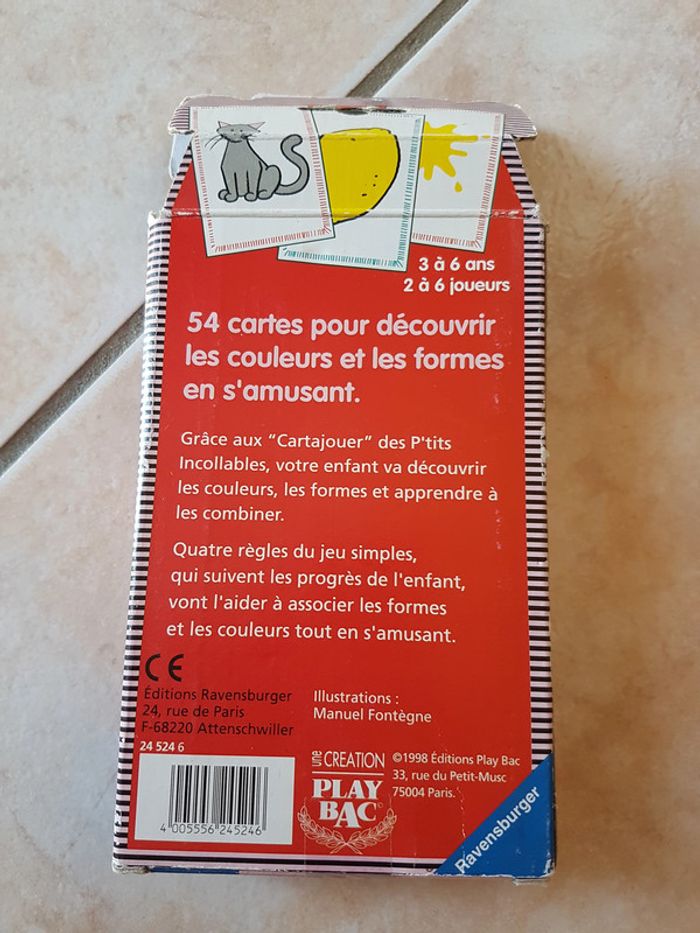 3 à 6 ans
2 à 6 joueurs
54 cartes pour découvrir
les couleurs et les formes
en s'amusant.
Grâce aux "Cartajouer" des P'tits
Incollables, votre enfant va découvrir
les couleurs, les formes et apprendre à
les combiner.
Quatre règles du jeu simples,
qui suivent les progrès de l'enfant,
vont l'aider à associer les formes
et les couleurs tout en s'amusant.
CE
Éditions Ravensburger
24, rue de Paris
F-68220 Attenschwiller
Illustrations :
Manuel Fontègne
24 524 6
4 005556 245246
une CREATION
PLAY
BAC©
©1998 Éditions Play Bac
33, rue du Petit-Musc
75004 Paris.
Ravensburger